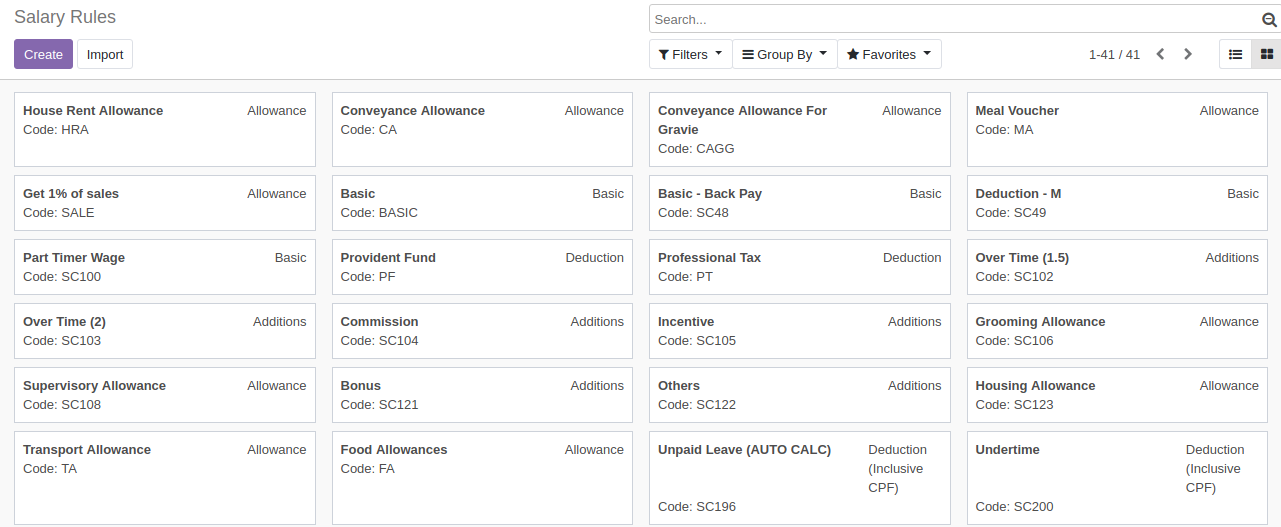 Salary Rules
Search...
Create Import
Filters Group By Favorites 1-41 / 41
House Rent Allowance Allowance
Code: HRA
Conveyance Allowance Allowance
Code: CA
Conveyance Allowance For Allowance
Gravie
Code: CAGG
Meal Voucher Allowance
Code: MA
Get 1% of sales Allowance
Code: SALE
Basic Basic
Code: BASIC
Basic - Back Pay Basic
Code: SC48
Deduction - M Basic
Code: SC49
Part Timer Wage Basic
Code: SC100
Provident Fund Deduction
Code: PF
Professional Tax Deduction
Code: PT
Over Time (1.5) Additions
Code: SC102
Over Time (2) Additions
Code: SC103
Commission Additions
Code: SC104
Incentive Additions
Code: SC105
Grooming Allowance Allowance
Code: SC106
Supervisory Allowance Allowance
Code: SC108
Bonus Additions
Code: SC121
Others Additions
Code: SC122
Housing Allowance Allowance
Code: SC123
Transport Allowance Allowance
Code: TA
Food Allowances Allowance
Code: FA
Unpaid Leave (AUTO CALC) Deduction
(Inclusive
CPF)
Code: SC196
Undertime Deduction
(Inclusive
CPF)
Code: SC200